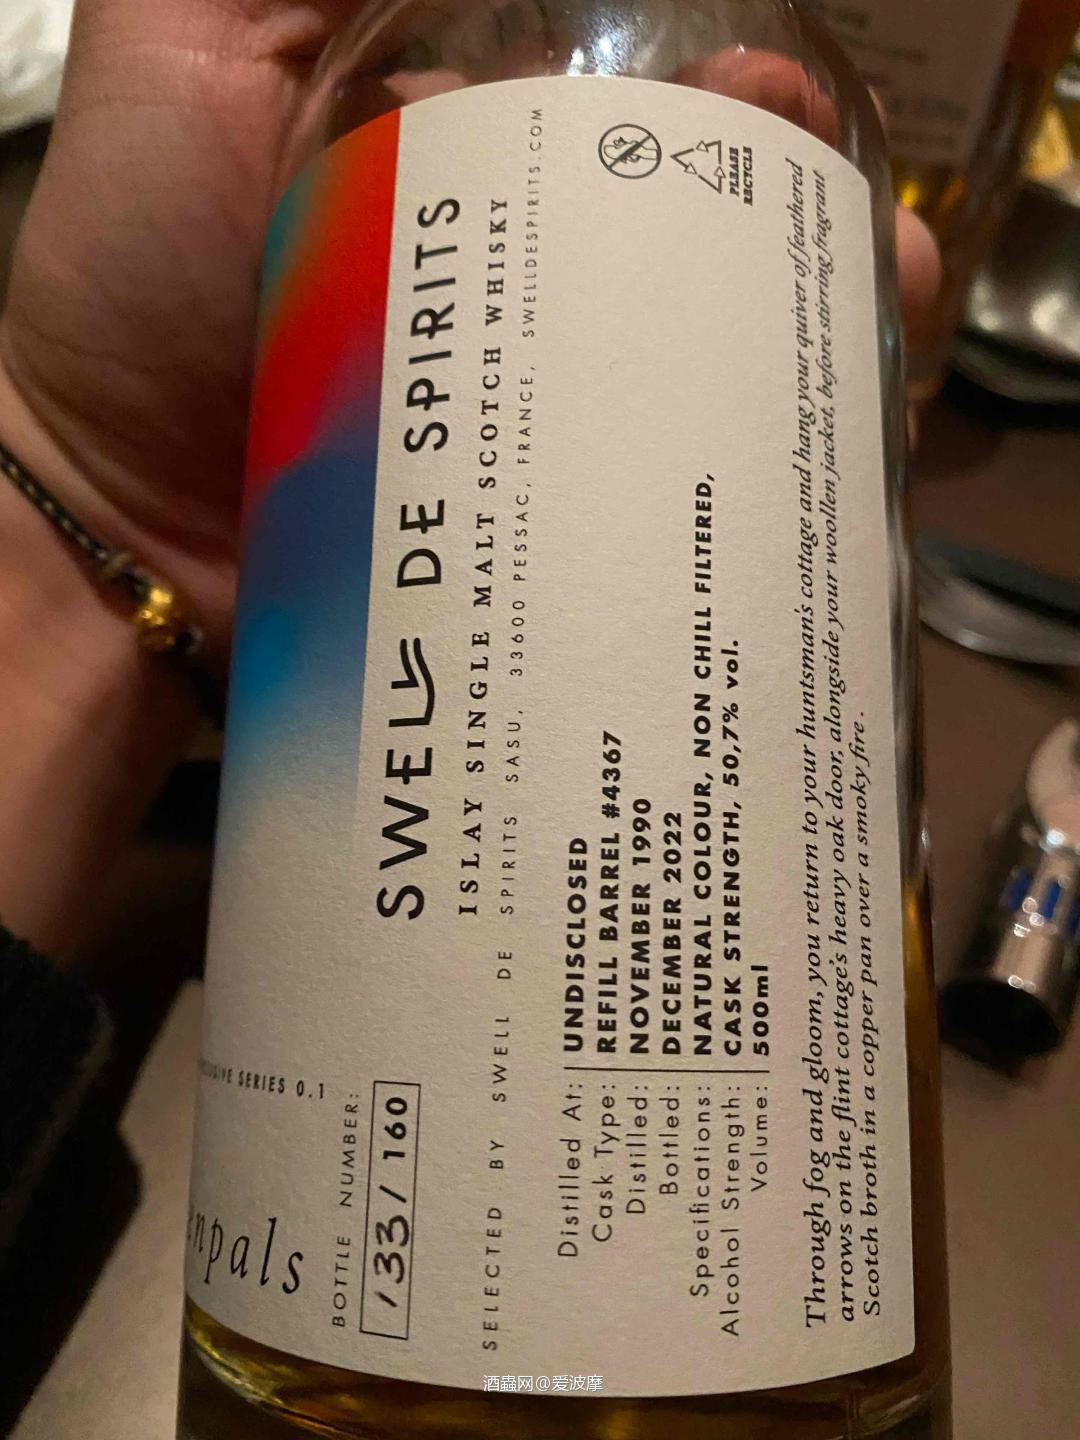 SERIES 0.1
BOTTLE NUMBER:
133/160
SWELL DE SPIRITS
ISLAY SINGLE MALT SCOTCH WHISKY
SELECTED BY SWELL DE SPIRITS SASU, 33600 PESSAC, FRANCE, SWELLDESPIRITS.COM
Distilled At: UNDISCLOSED
Cask Type: REFILL BARREL #4367
Distilled: NOVEMBER 1990
Bottled: DECEMBER 2022
Specifications: NATURAL COLOUR, NON CHILL FILTERED,
Alcohol Strength: CASK STRENGTH, 50,7% vol.
Volume: 500ml
PLEASE
RECYCLE
Through fog and gloom, you return to your huntsman's cottage and hang your quiver of feathered
arrows on the flint cottage's heavy oak door, alongside your woollen jacket, before stirring fragrant
Scotch broth in a copper pan over a smoky fire.
酒蟲网@爱波摩